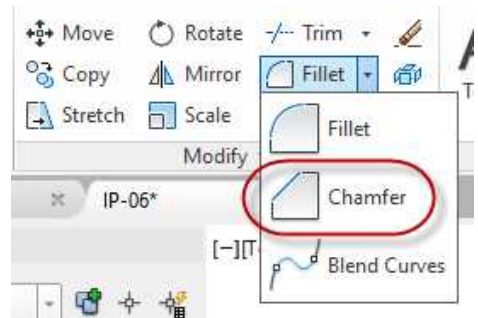 Move Rotate Trim
Copy Mirror Fillet
Stretch Scale Fillet
Modify
Chamfer
IP-06*
[−][T
Blend Curves